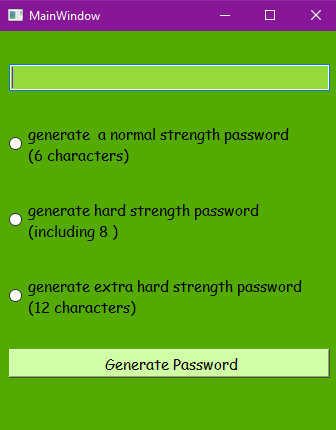 MainWindow
generate  a normal strength password
(6 characters)
generate hard strength password
(including 8 )
generate extra hard strength password
(12 characters)
Generate Password